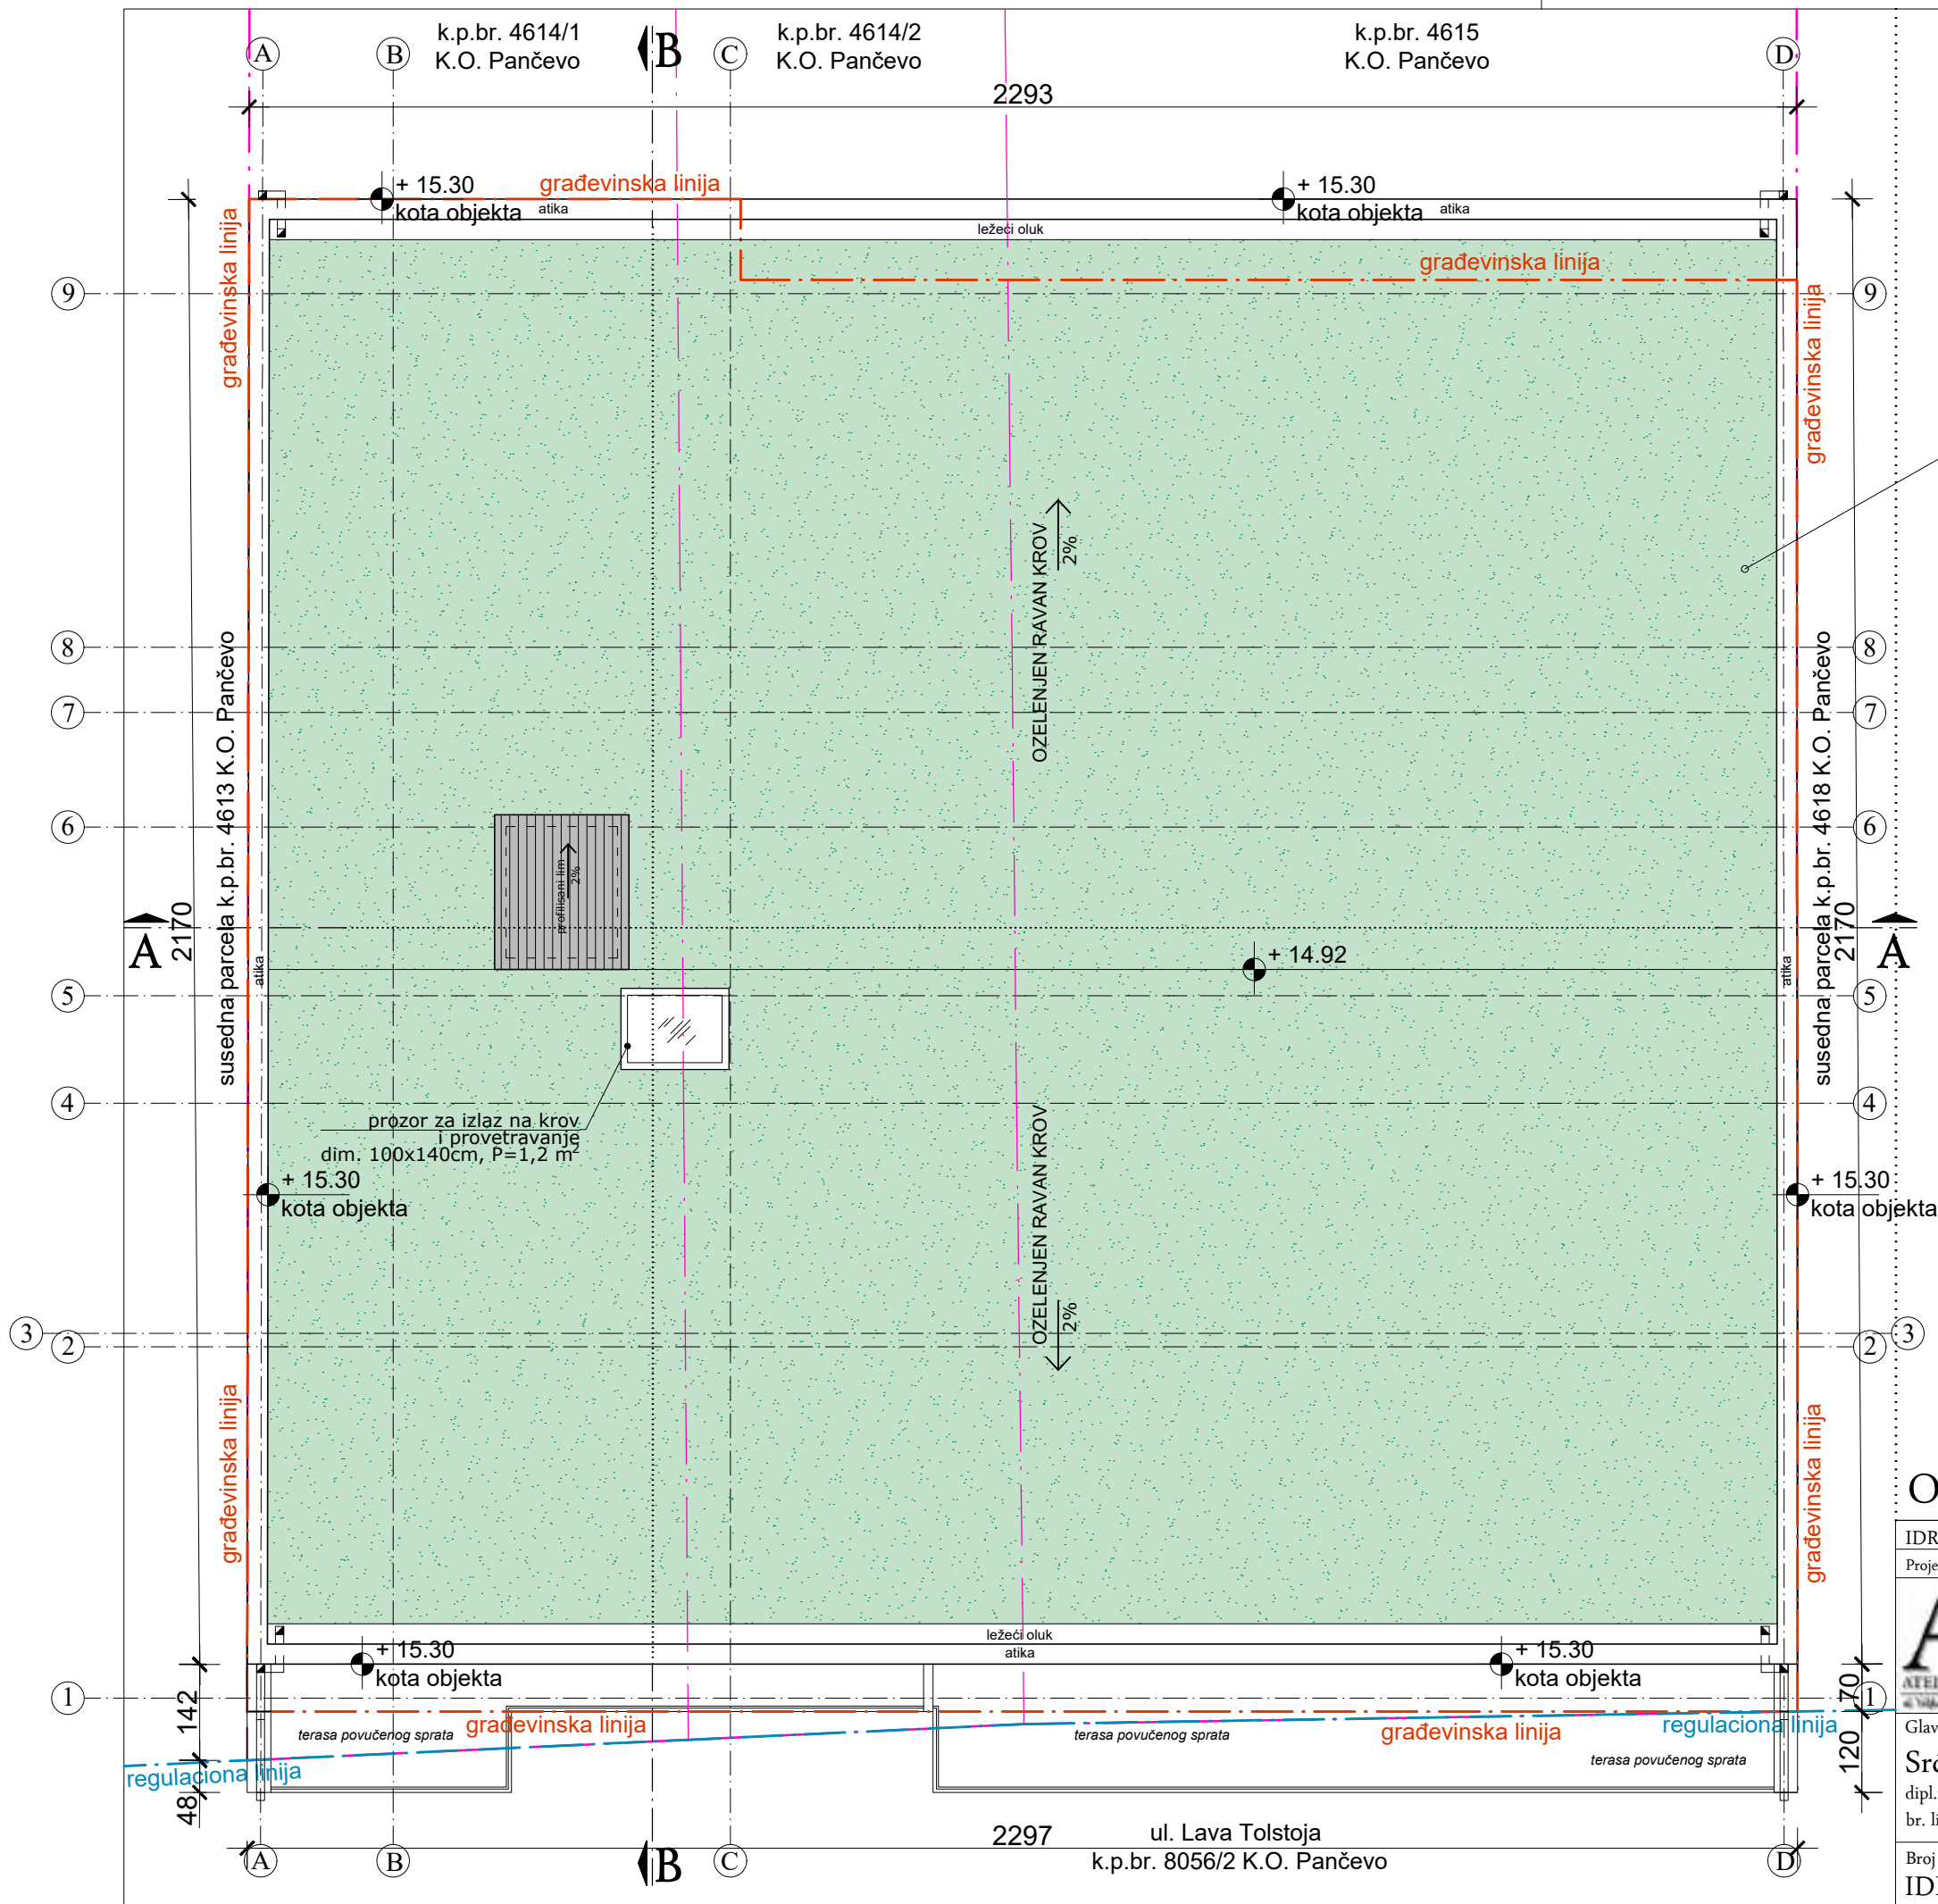 k.p.br. 4614/1
K.O. Pančevo
k.p.br. 4614/2
K.O. Pančevo
k.p.br. 4615
K.O. Pančevo
A
B
B
C
D
2293
+ 15.30
kota objekta
građevinska linija
atika
+ 15.30
kota objekta
atika
ležeći oluk
građevinska linija
građevinska linija
građevinska linija
9
9
OZELENJEN RAVAN KROV
2%
8
8
7
7
6
6
susedna parcela k.p.br. 4613 K.O. Pančevo
susedna parcela k.p.br. 4618 K.O. Pančevo
profilisani lim
2%
A
2170
2170
A
atika
+ 14.92
atika
5
5
4
4
prozor za izlaz na krov
i provetravanje
dim. 100x140cm, P=1,2 m²
+ 15.30
kota objekta
+ 15.30
kota objekta
OZELENJEN RAVAN KROV
2%
3
2
2
3
građevinska linija
građevinska linija
O
IDR
Proje
A
ležeći oluk
atika
+ 15.30
kota objekta
+ 15.30
kota objekta
1
142
70
1
terasa povučenog sprata
građevinska linija
terasa povučenog sprata
građevinska linija
regulaciona linija
terasa povučenog sprata
regulaciona linija
48
120
Glav
dipl.
Broj
2297
ul. Lava Tolstoja
k.p.br. 8056/2 K.O. Pančevo
A
B
B
C
D